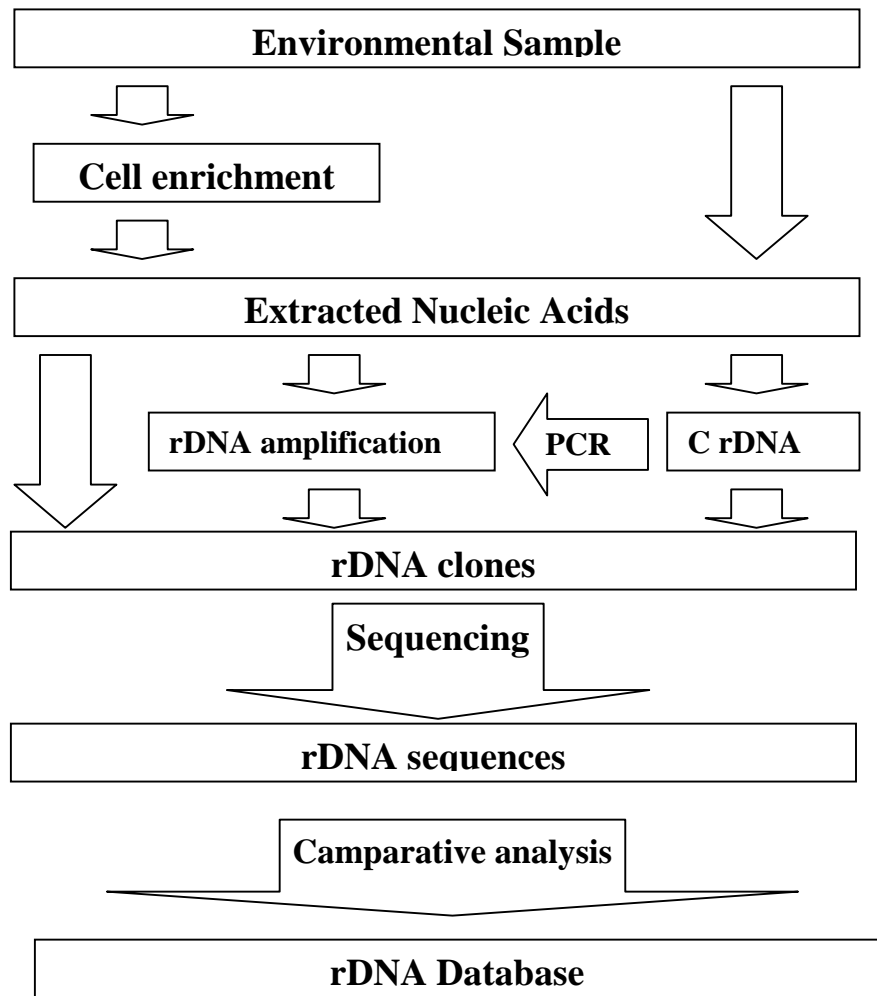 Environmental Sample
Cell enrichment
Extracted Nucleic Acids
rDNA amplification
PCR
C rDNA
rDNA clones
Sequencing
rDNA sequences
Camparative analysis
rDNA Database